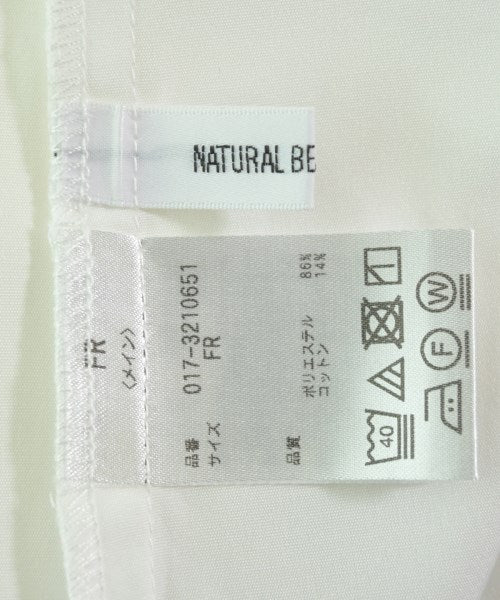 NATURAL BE
FR
〈メイン〉
品番 017-3210651
サイズ FR
品質 ポリエステル 86%
コットン 14%
40
F
W